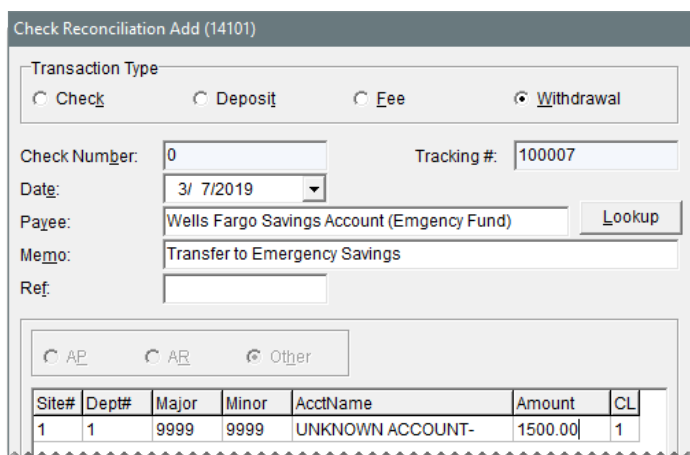 Check Reconciliation Add (14101)
Transaction Type
Check Deposit Fee Withdrawal
Check Number: 0 Tracking #: 100007
Date: 3/ 7/2019
Payee: Wells Fargo Savings Account (Emgency Fund) Lookup
Memo: Transfer to Emergency Savings
Ref:
AP AR Other
Site# Dept# Major Minor AcctName Amount CL
1 1 9999 9999 UNKNOWN ACCOUNT- 1500.00 1